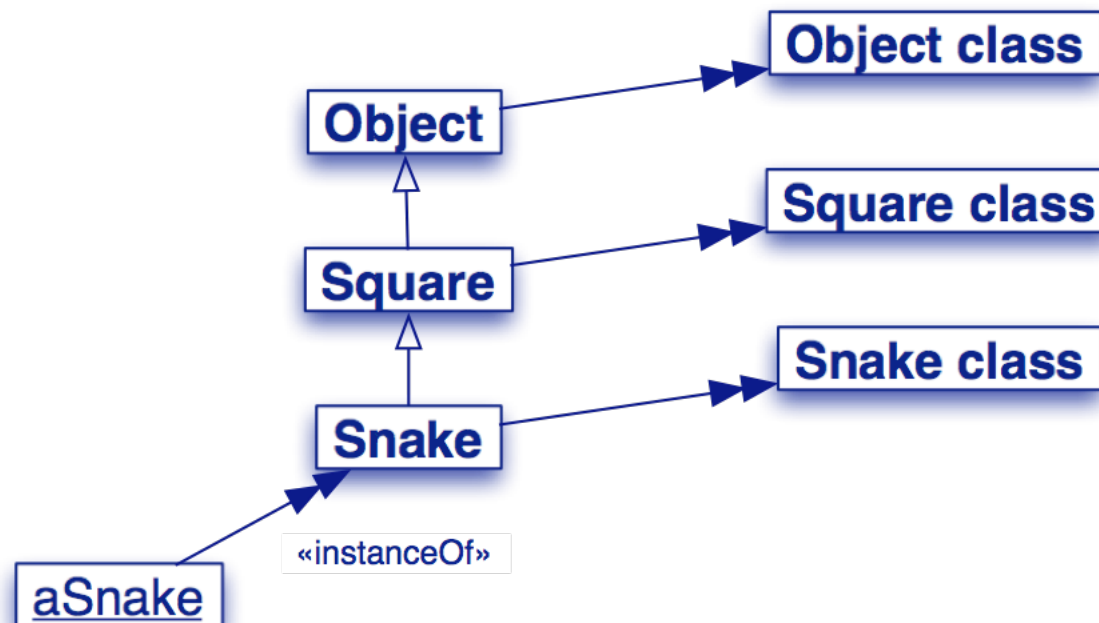 Object class
Object
Square class
Square
Snake class
Snake
«instanceOf»
aSnake